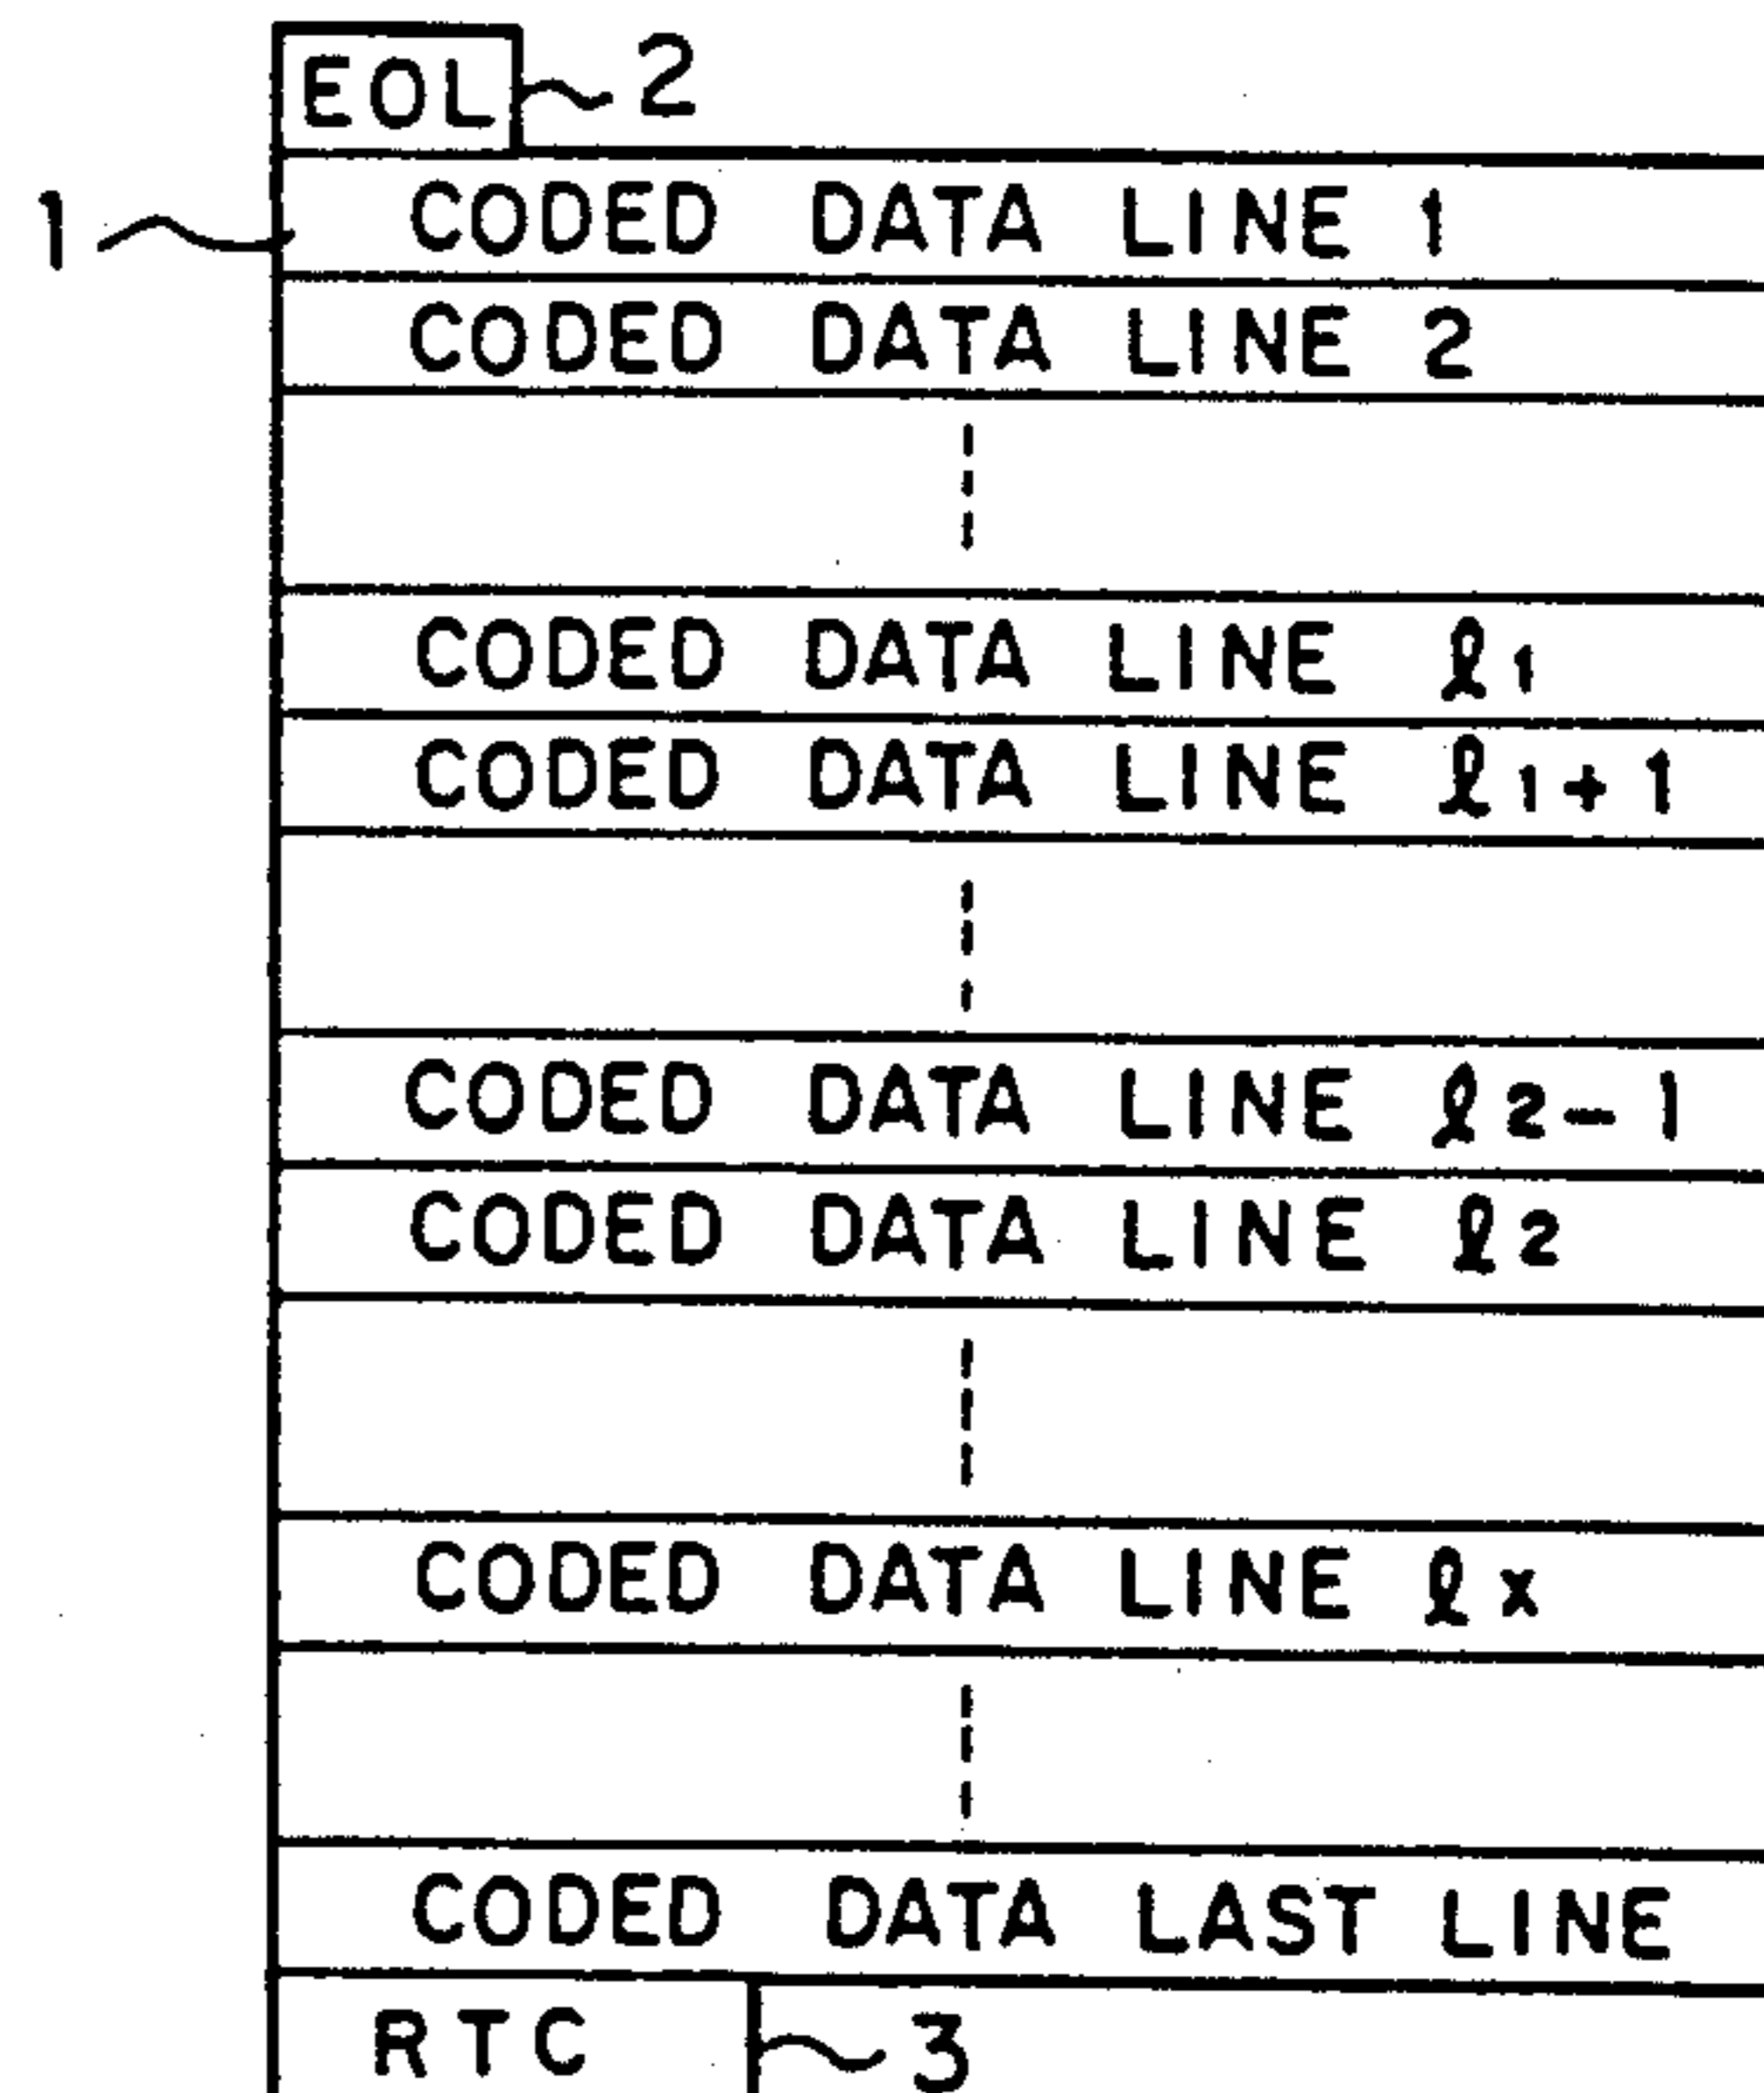 EOL 2
1 CODED DATA LINE 1
CODED DATA LINE 2
CODED DATA LINE ℓ1
CODED DATA LINE ℓ1+1
CODED DATA LINE ℓ2-1
CODED DATA LINE ℓ2
CODED DATA LINE ℓx
CODED DATA LAST LINE
RTC 3